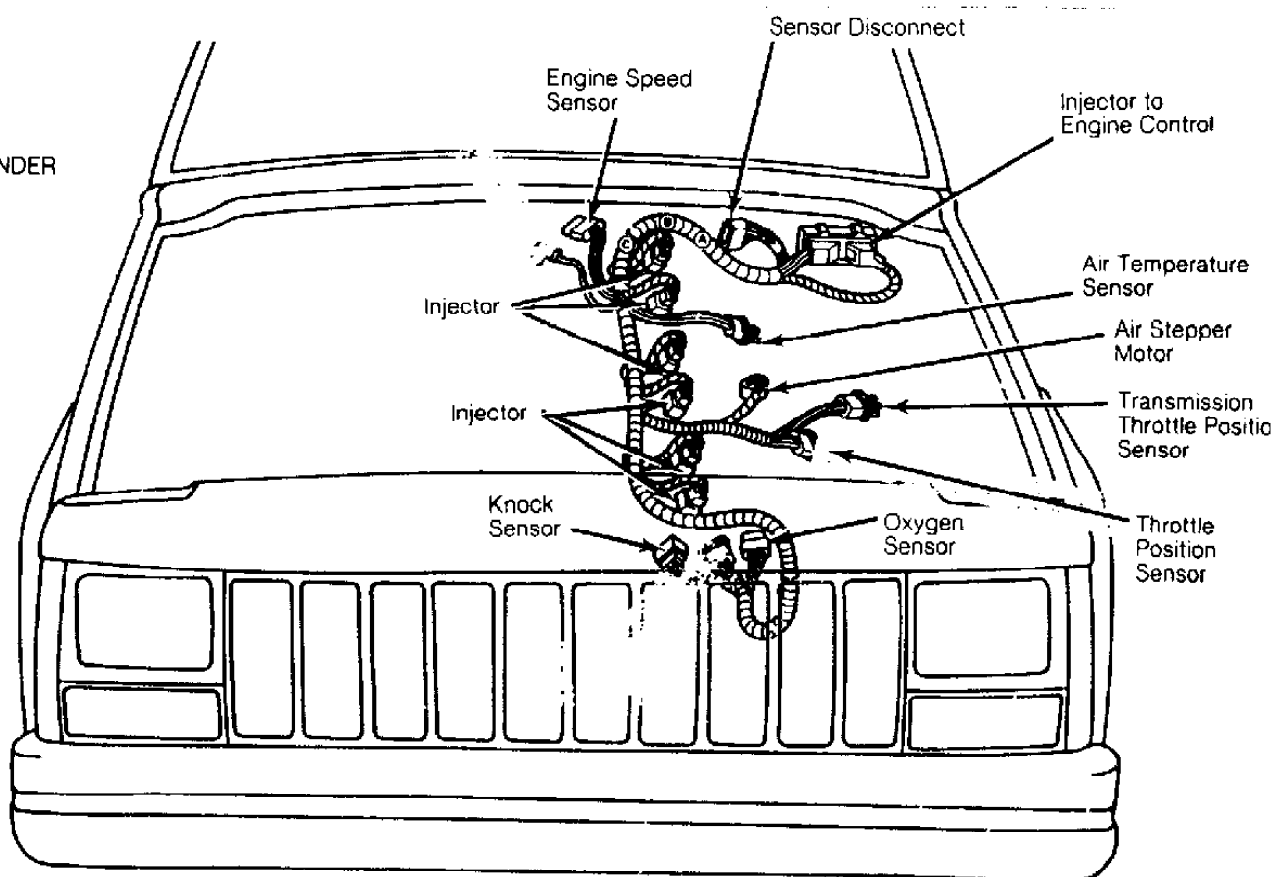 Sensor Disconnect
Engine Speed
Sensor
Injector to
Engine Control
NDER
C
B
A
Air Temperature
Sensor
Injector
Air Stepper
Motor
Injector
Transmission
Throttle Positio
Sensor
Knock
Sensor
Oxygen
Sensor
Throttle
Position
Sensor